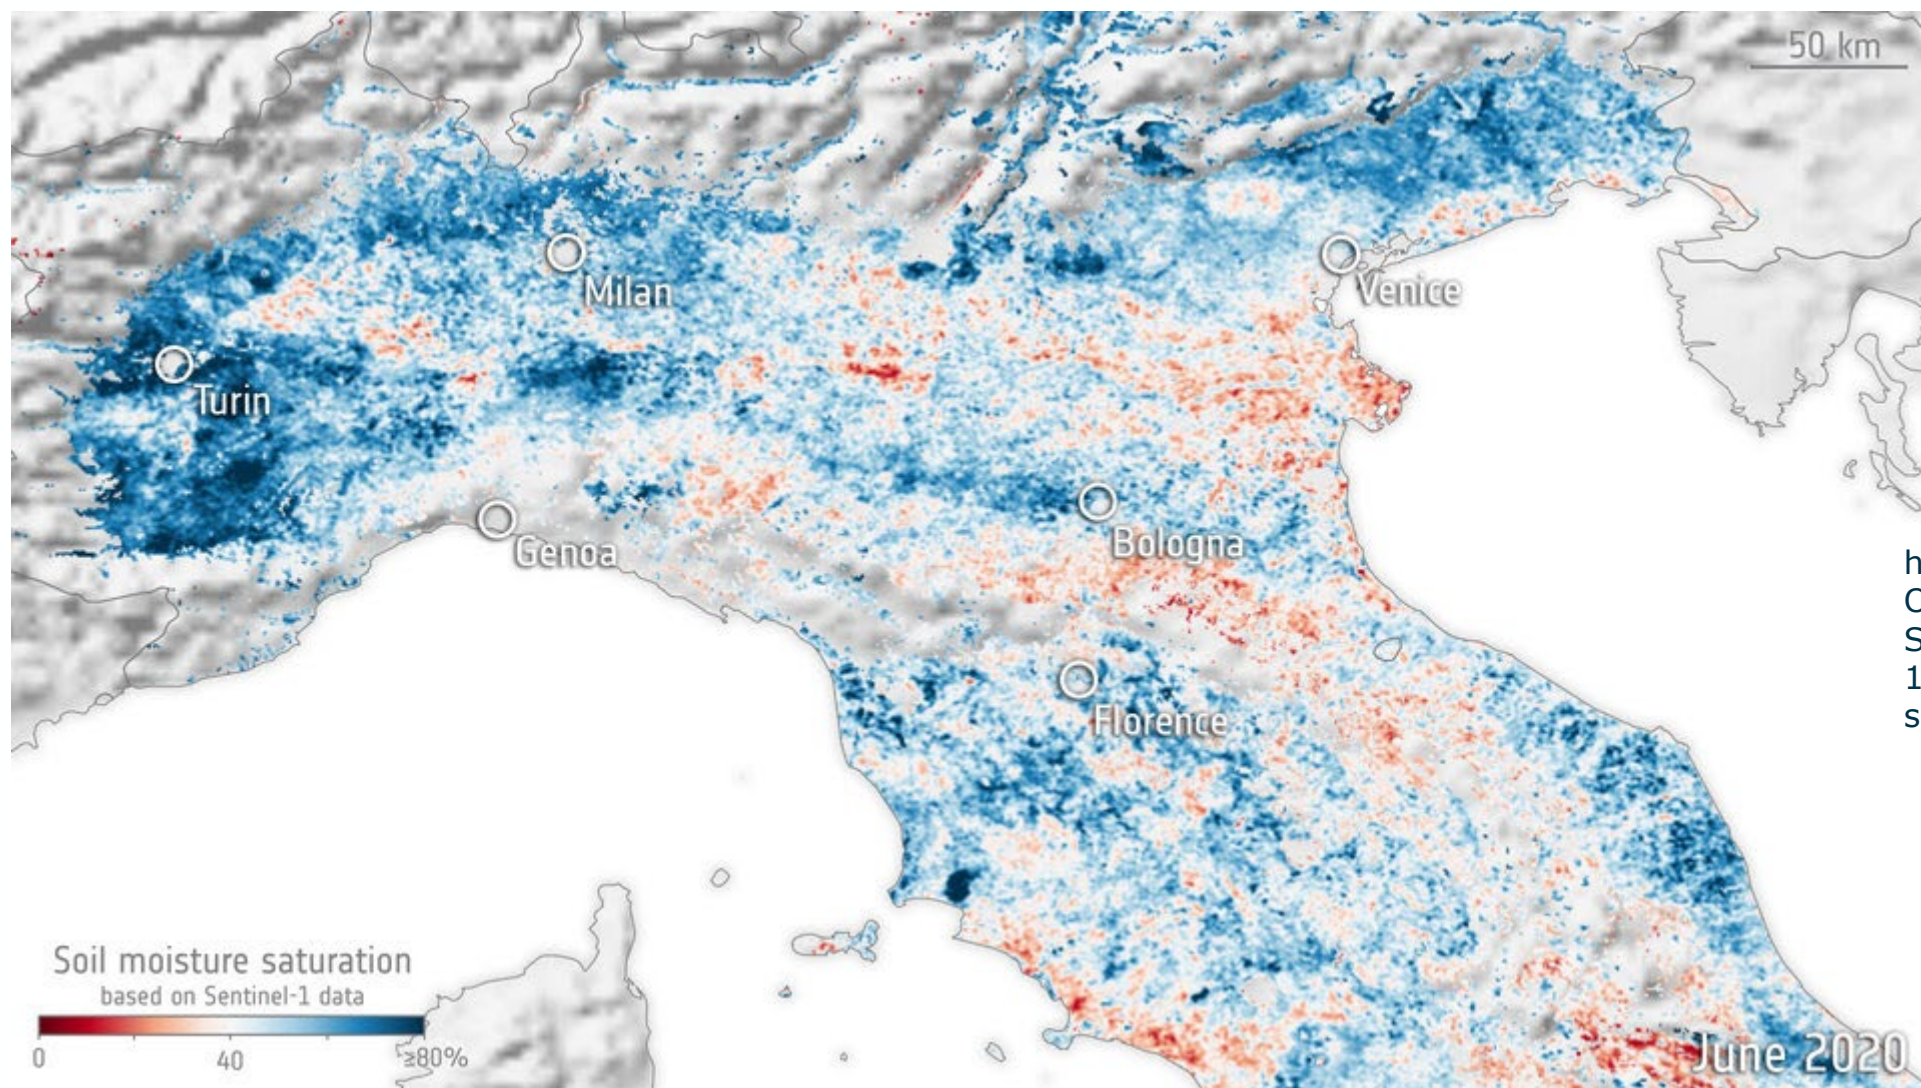 50 km
Milan
Venice
Turin
Genoa
Bologna
Florence
Soil moisture saturation
based on Sentinel-1 data
0 40 ≥80%
June 2020